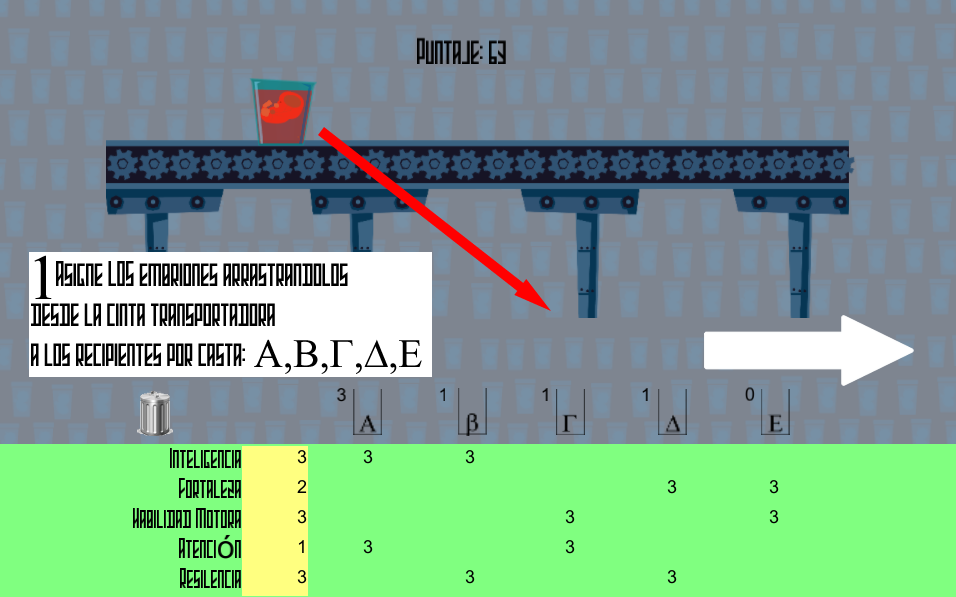 Puntaje: 63
1 Asigne los embriones arrastrandolos
desde la cinta transportadora
a los recipientes por casta: Α,Β,Γ,Δ,Ε
3 1 1 1 0
Α β Γ Δ Ε
Inteligencia 3 3 3
Fortaleza 2 3 3
Habilidad Motora 3 3 3
Atención 1 3 3
Resilencia 3 3 3